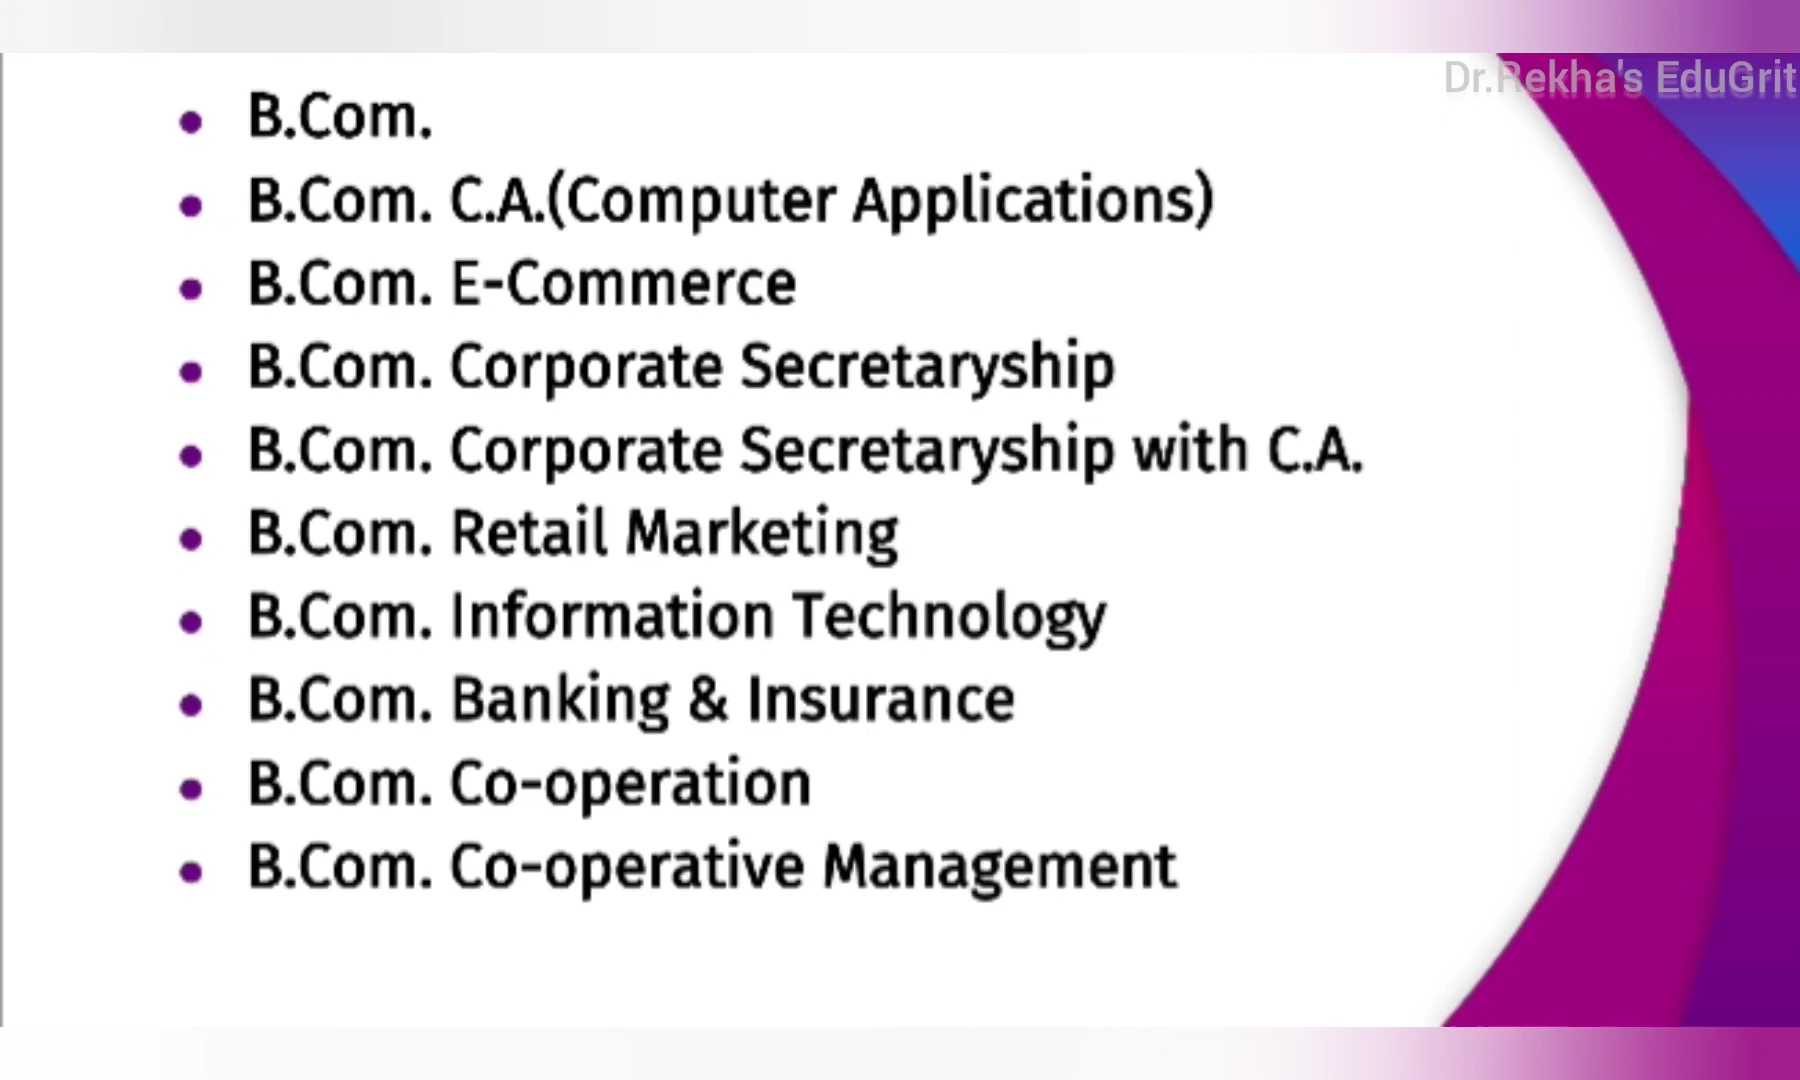 Dr.Rekha's EduGrit
• B.Com.
• B.Com. C.A.(Computer Applications)
• B.Com. E-Commerce
• B.Com. Corporate Secretaryship
• B.Com. Corporate Secretaryship with C.A.
• B.Com. Retail Marketing
• B.Com. Information Technology
• B.Com. Banking & Insurance
• B.Com. Co-operation
• B.Com. Co-operative Management